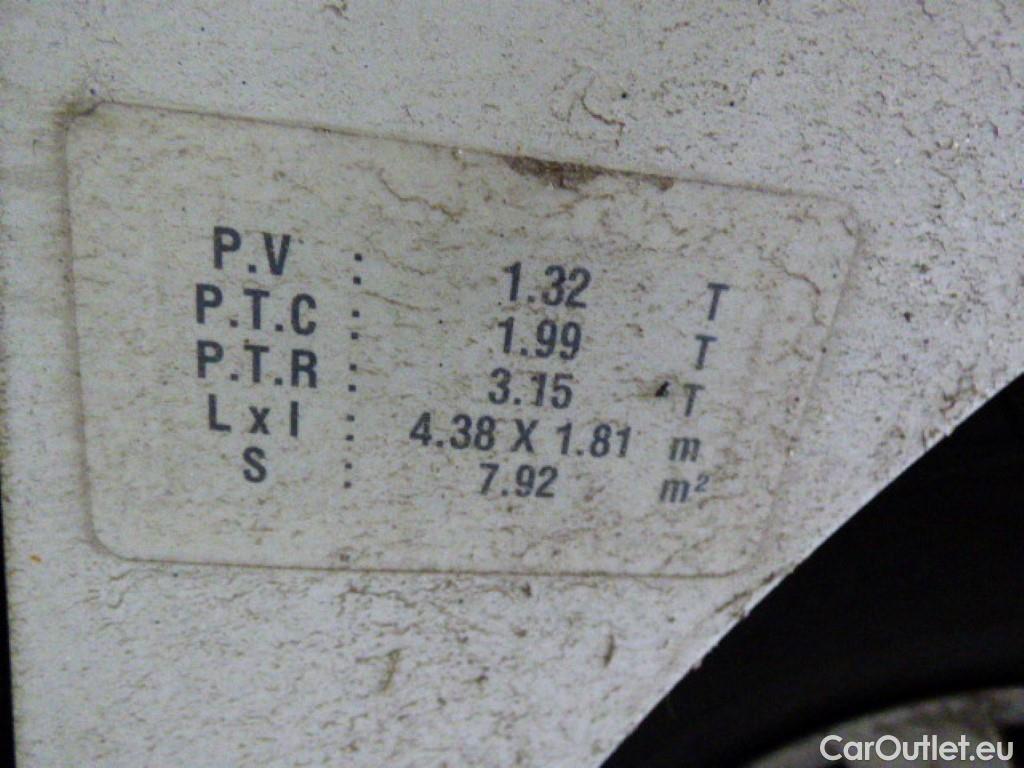 P.V : 1.32 T
P.T.C : 1.99 T
P.T.R : 3.15 T
L x l : 4.38 X 1.81 m
S : 7.92 m²
CarOutlet.eu